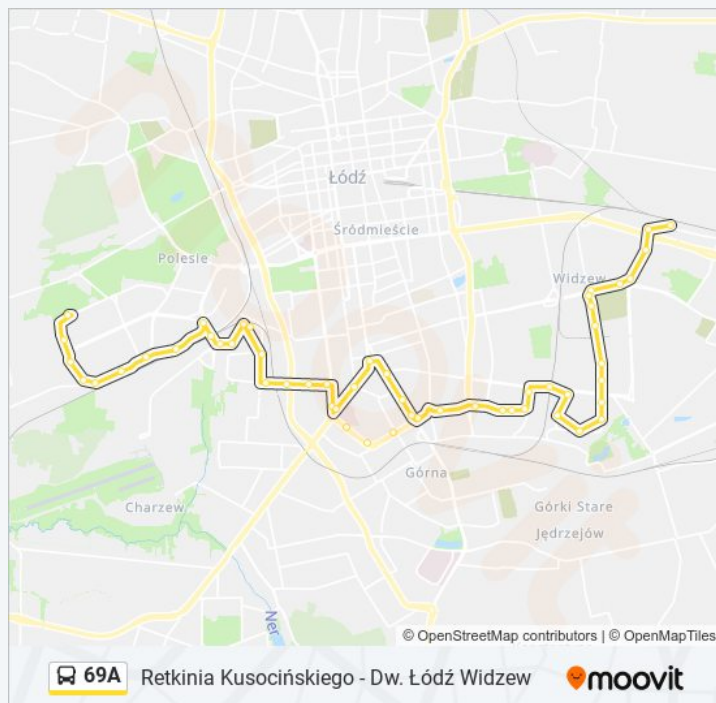 Łódź
Śródmieście
Polesie
Widzew
Górna
Charzew
Górki Stare
Jędrzejów
Ner
© OpenStreetMap contributors | © OpenMapTiles
69A Retkinia Kusocińskiego - Dw. Łódź Widzew moovit